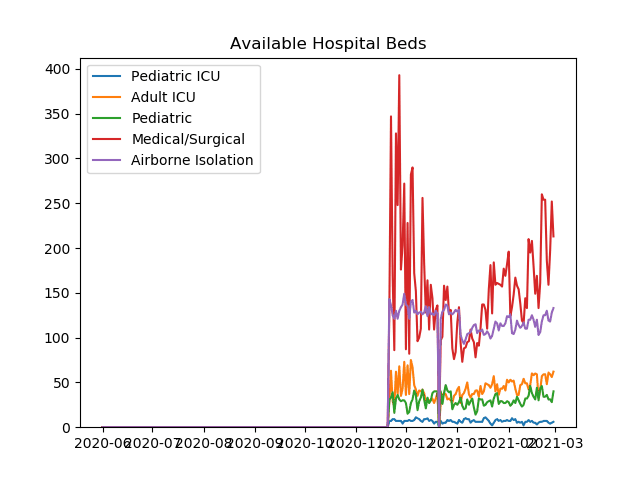 Available Hospital Beds
400
350
300
250
200
150
100
50
0
Pediatric ICU
Adult ICU
Pediatric
Medical/Surgical
Airborne Isolation
2020-06 2020-07 2020-08 2020-09 2020-10 2020-11 2020-12 2021-01 2021-02 2021-03